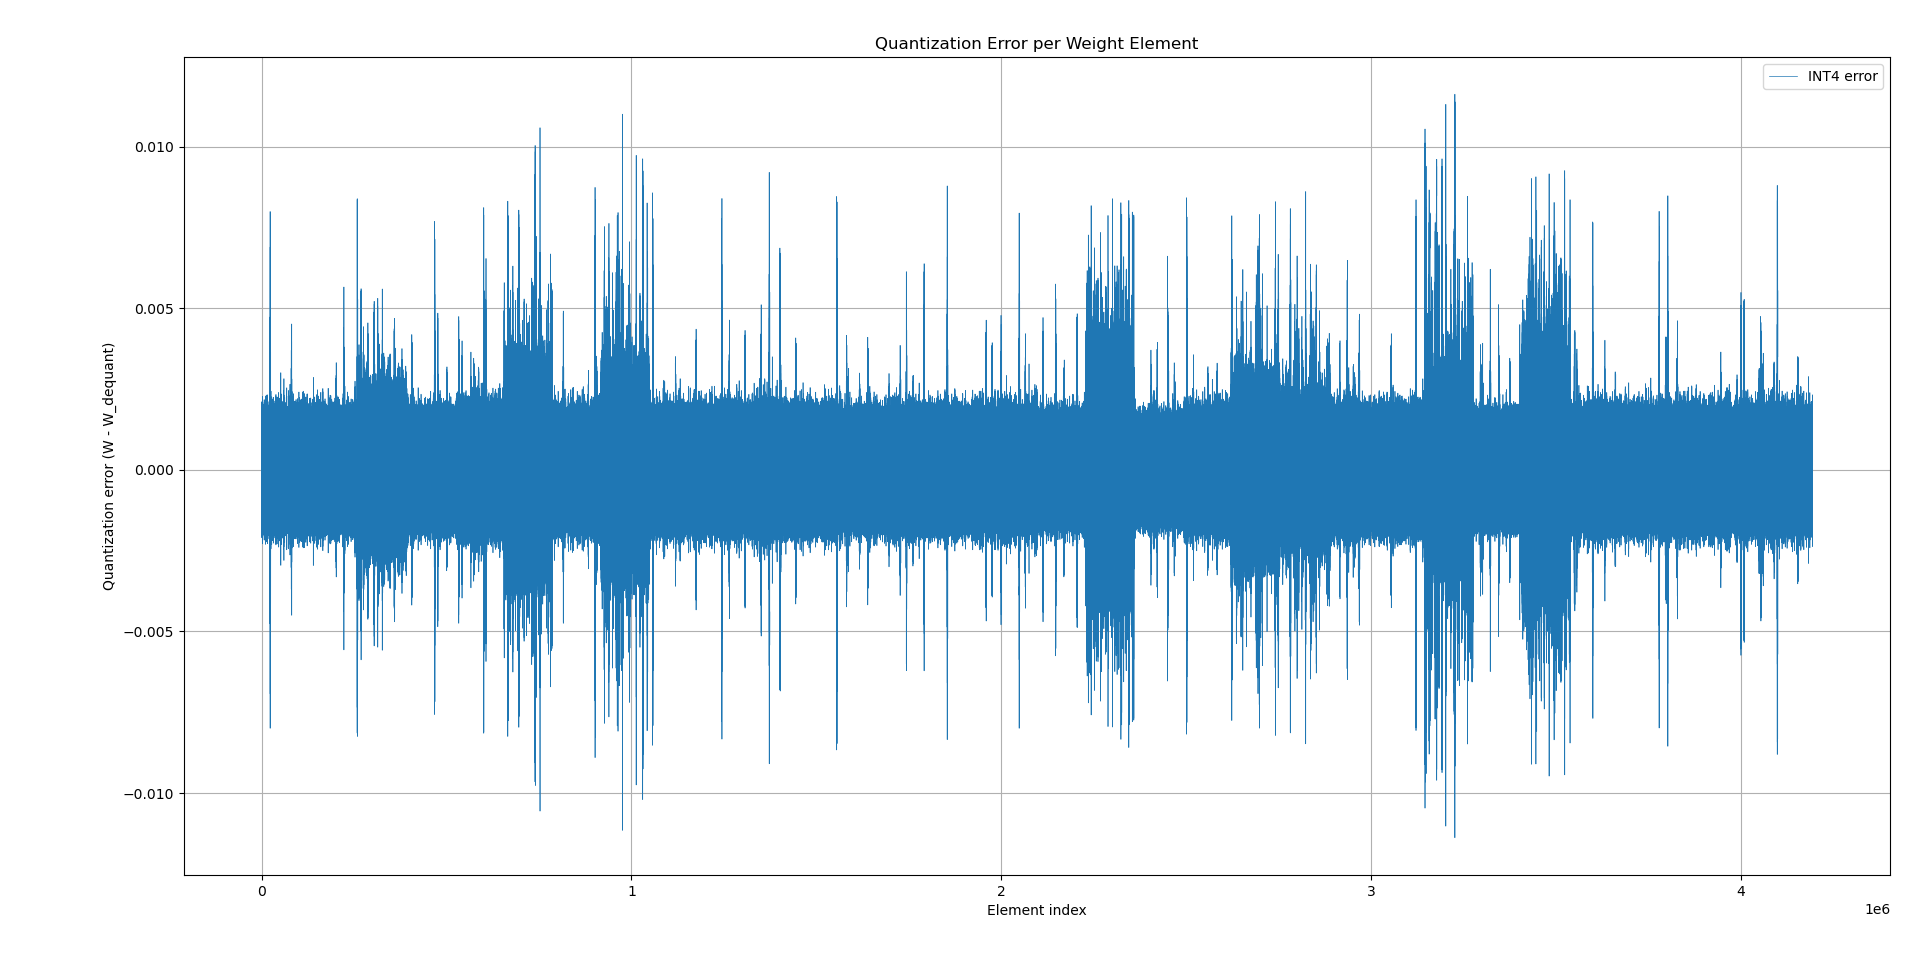 Quantization Error per Weight Element
INT4 error
Quantization error (W - W_dequant)
0.010
0.005
0.000
−0.005
−0.010
0
1
2
3
4
1e6
Element index